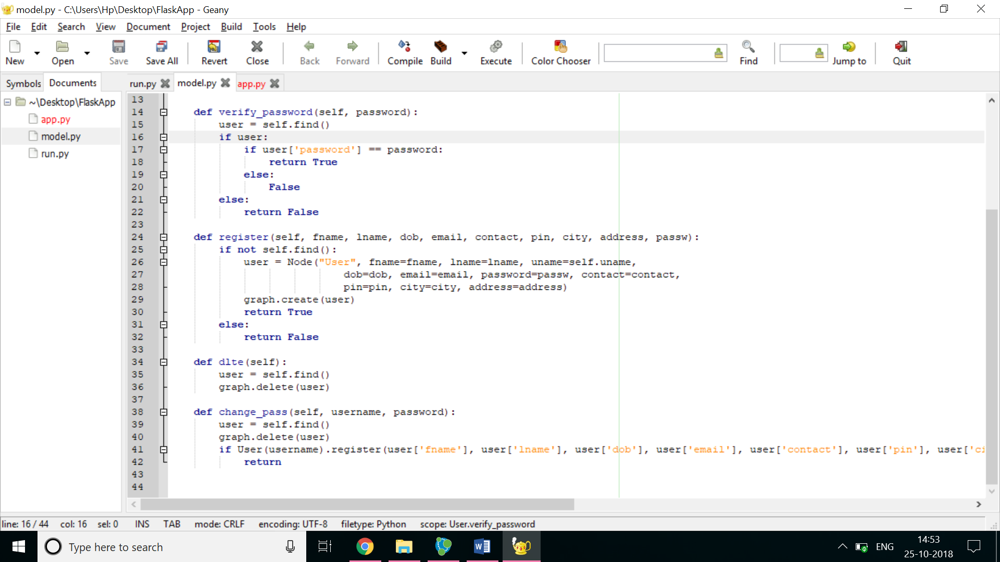 model.py - C:\Users\Hp\Desktop\FlaskApp - Geany
File Edit Search View Document Project Build Tools Help
New Open Save Save All Revert Close Back Forward Compile Build Execute Color Chooser Find Jump to Quit
Symbols Documents run.py model.py app.py
~\Desktop\FlaskApp
app.py
model.py
run.py
13
14 def verify_password(self, password):
15 user = self.find()
16 if user:
17 if user['password'] == password:
18 return True
19 else:
20 False
21 else:
22 return False
23
24 def register(self, fname, lname, dob, email, contact, pin, city, address, passw):
25 if not self.find():
26 user = Node("User", fname=fname, lname=lname, uname=self.uname,
27 dob=dob, email=email, password=passw, contact=contact,
28 pin=pin, city=city, address=address)
29 graph.create(user)
30 return True
31 else:
32 return False
33
34 def dlte(self):
35 user = self.find()
36 graph.delete(user)
37
38 def change_pass(self, username, password):
39 user = self.find()
40 graph.delete(user)
41 if User(username).register(user['fname'], user['lname'], user['dob'], user['email'], user['contact'], user['pin'], user['ci
42 return
43
44
line: 16 / 44 col: 16 sel: 0 INS TAB mode: CRLF encoding: UTF-8 filetype: Python scope: User.verify_password
Type here to search
ENG
14:53
25-10-2018